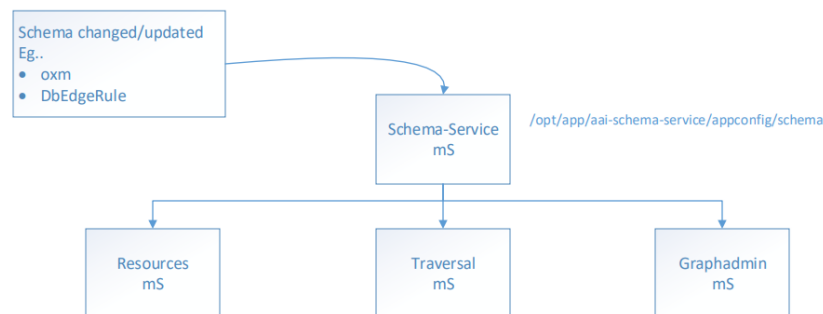 Schema changed/updated
Eg..
• oxm
• DbEdgeRule
Schema-Service
mS
/opt/app/aai-schema-service/appconfig/schema
Resources
mS
Traversal
mS
Graphadmin
mS